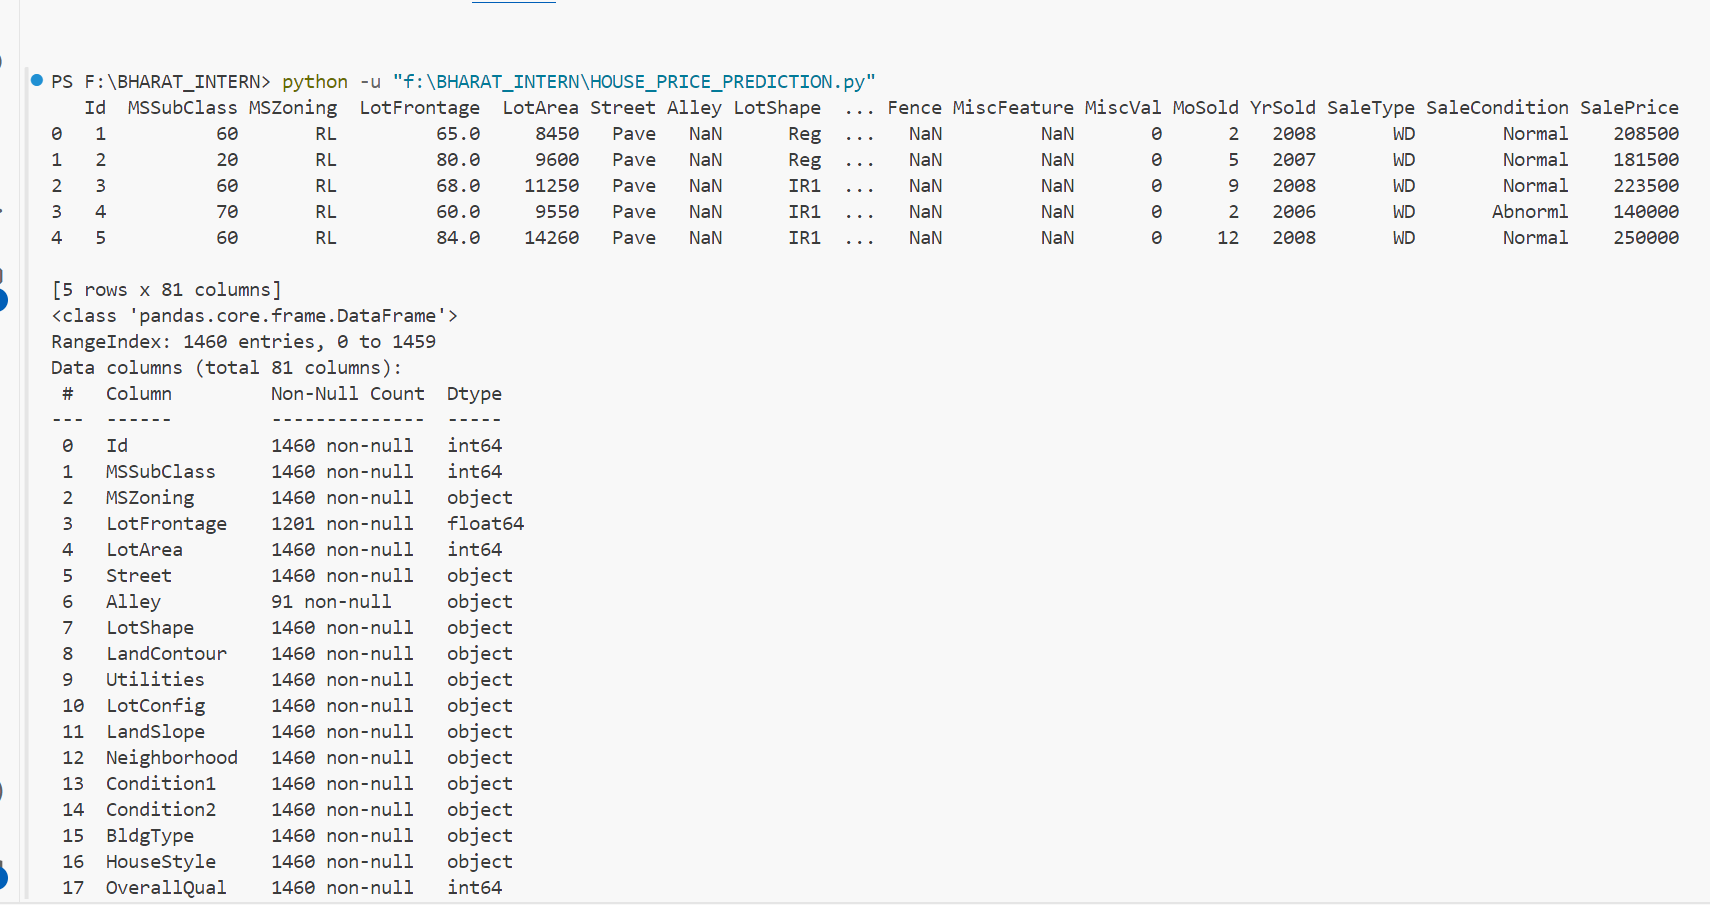 PS F:\BHARAT_INTERN> python -u "f:\BHARAT_INTERN\HOUSE_PRICE_PREDICTION.py"
   Id  MSSubClass MSZoning  LotFrontage  LotArea Street Alley LotShape  ... Fence MiscFeature MiscVal MoSold YrSold SaleType SaleCondition SalePrice
0   1          60       RL         65.0     8450   Pave   NaN      Reg  ...   NaN         NaN       0      2   2008       WD        Normal    208500
1   2          20       RL         80.0     9600   Pave   NaN      Reg  ...   NaN         NaN       0      5   2007       WD        Normal    181500
2   3          60       RL         68.0    11250   Pave   NaN      IR1  ...   NaN         NaN       0      9   2008       WD        Normal    223500
3   4          70       RL         60.0     9550   Pave   NaN      IR1  ...   NaN         NaN       0      2   2006       WD       Abnorml    140000
4   5          60       RL         84.0    14260   Pave   NaN      IR1  ...   NaN         NaN       0     12   2008       WD        Normal    250000
[5 rows x 81 columns]
<class 'pandas.core.frame.DataFrame'>
RangeIndex: 1460 entries, 0 to 1459
Data columns (total 81 columns):
 #   Column         Non-Null Count  Dtype
---  ------         --------------  -----
 0   Id             1460 non-null   int64
 1   MSSubClass     1460 non-null   int64
 2   MSZoning       1460 non-null   object
 3   LotFrontage    1201 non-null   float64
 4   LotArea        1460 non-null   int64
 5   Street         1460 non-null   object
 6   Alley          91 non-null     object
 7   LotShape       1460 non-null   object
 8   LandContour    1460 non-null   object
 9   Utilities      1460 non-null   object
 10  LotConfig      1460 non-null   object
 11  LandSlope      1460 non-null   object
 12  Neighborhood   1460 non-null   object
 13  Condition1     1460 non-null   object
 14  Condition2     1460 non-null   object
 15  BldgType       1460 non-null   object
 16  HouseStyle     1460 non-null   object
 17  OverallQual    1460 non-null   int64